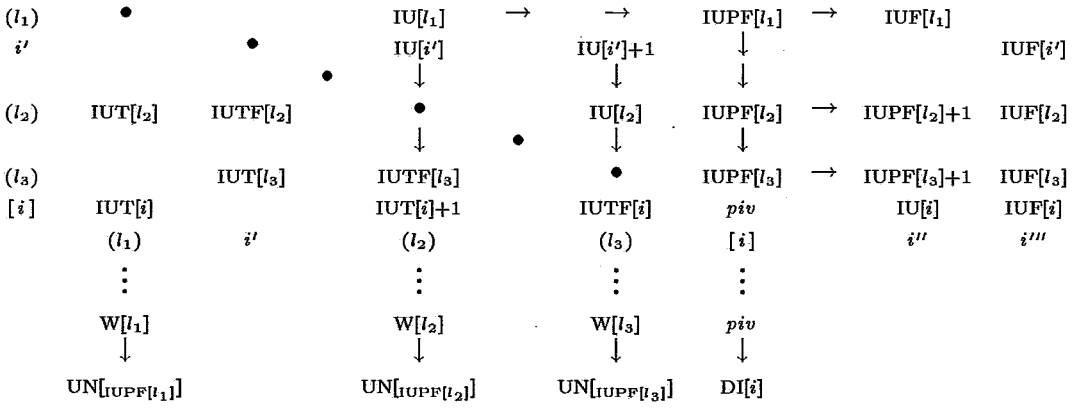 (l₁) • IU[l₁] → → IUPF[l₁] → IUF[l₁]
i′ • IU[i′] IU[i′]+1 ↓ IUF[i′]
• ↓ ↓ ↓
(l₂) IUT[l₂] IUTF[l₂] • IU[l₂] IUPF[l₂] → IUPF[l₂]+1 IUF[l₂]
↓ • ↓ ↓
(l₃) IUT[l₃] IUTF[l₃] • IUPF[l₃] → IUPF[l₃]+1 IUF[l₃]
[i] IUT[i] IUT[i]+1 IUTF[i] piv IU[i] IUF[i]
(l₁) i′ (l₂) (l₃) [i] i″ i‴
⋮ ⋮ ⋮ ⋮
W[l₁] W[l₂] W[l₃] piv
↓ ↓ ↓ ↓
UN[IUPF[l₁]] UN[IUPF[l₂]] UN[IUPF[l₃]] DI[i]